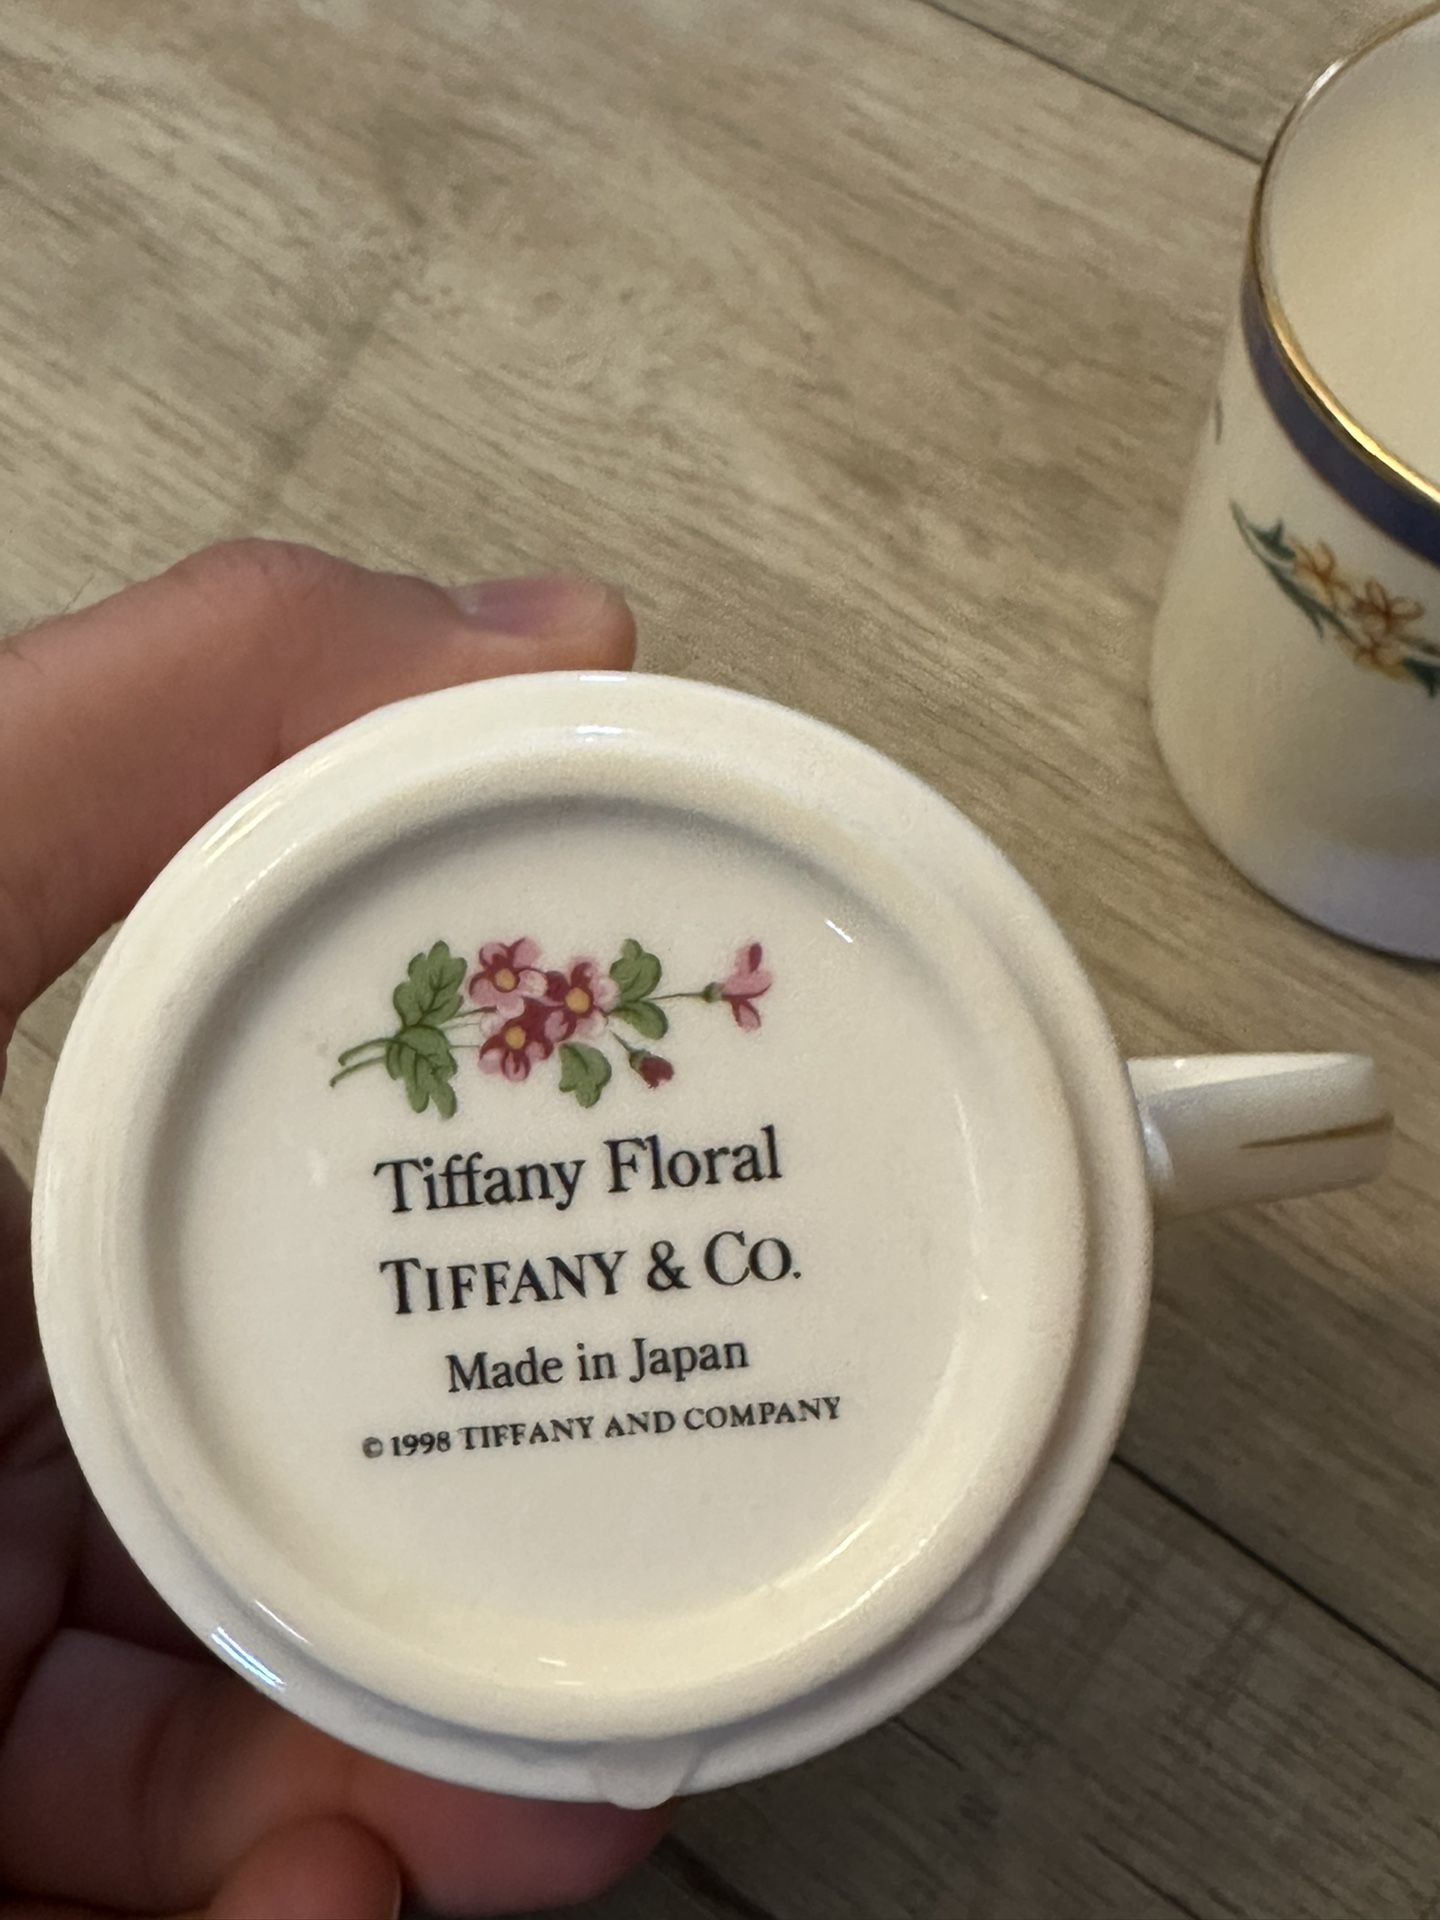 Tiffany Floral
TIFFANY & CO.
Made in Japan
© 1998 TIFFANY AND COMPANY